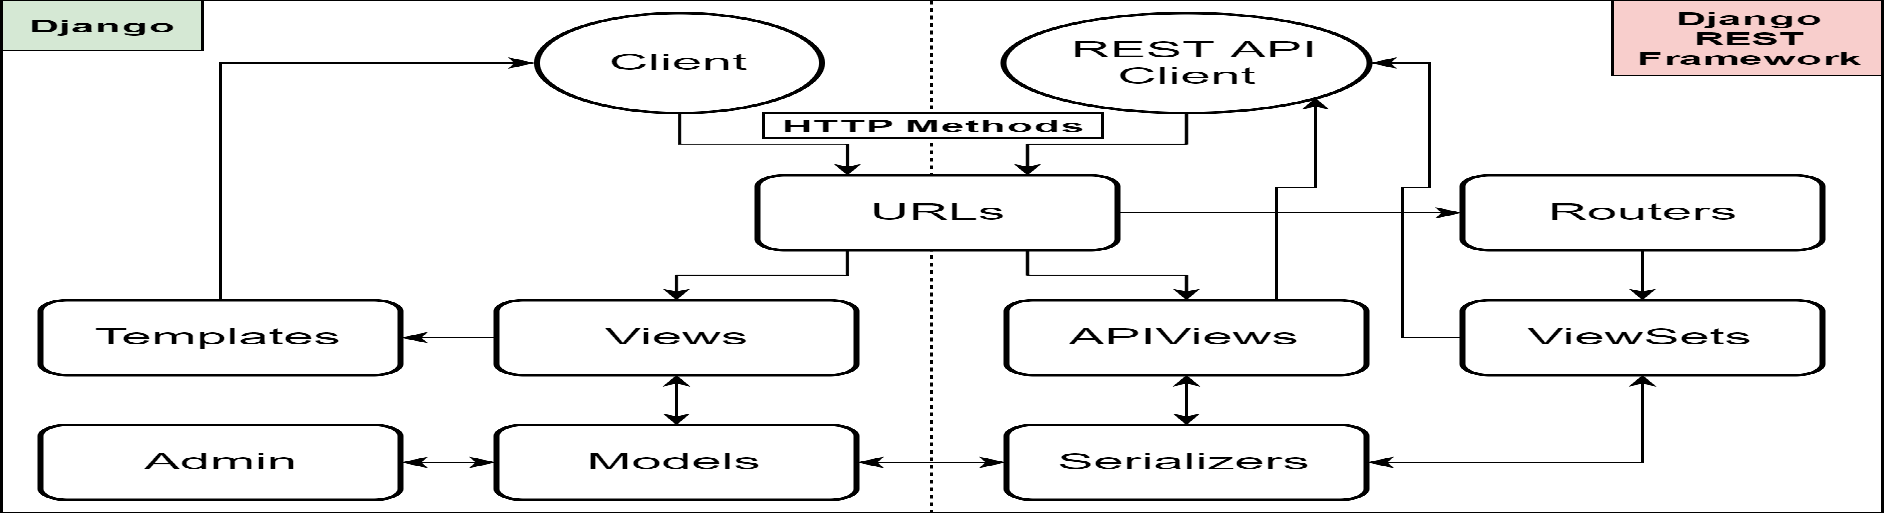 Django
Client
REST API
Client
Django
REST
Framework
HTTP Methods
URLs
Routers
Templates
Views
APIViews
ViewSets
Admin
Models
Serializers